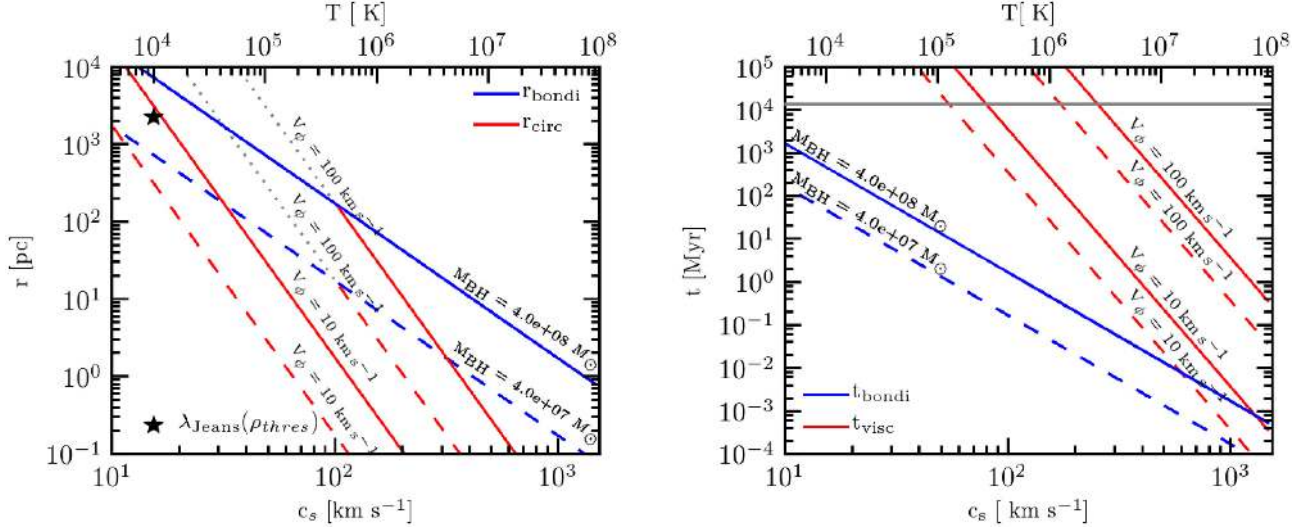 T [ K]
10^4 10^5 10^6 10^7 10^8
r [pc]
10^4
10^3
10^2
10^1
10^0
10^-1
r_bondi
r_circ
V_ϕ = 100 km s^-1
V_ϕ = 100 km s^-1
V_ϕ = 10 km s^-1
V_ϕ = 10 km s^-1
M_BH = 4.0e+08 M_⊙
M_BH = 4.0e+07 M_⊙
★ λ_Jeans(ρ_thres)
10^1 10^2 10^3
c_s [km s^-1]
T[ K]
10^4 10^5 10^6 10^7 10^8
t [Myr]
10^5
10^4
10^3
10^2
10^1
10^0
10^-1
10^-2
10^-3
10^-4
V_ϕ = 100 km s^-1
V_ϕ = 100 km s^-1
M_BH = 4.0e+08 M_⊙
M_BH = 4.0e+07 M_⊙
V_ϕ = 10 km s^-1
V_ϕ = 10 km s^-1
t_bondi
t_visc
10^1 10^2 10^3
c_s [ km s^-1]